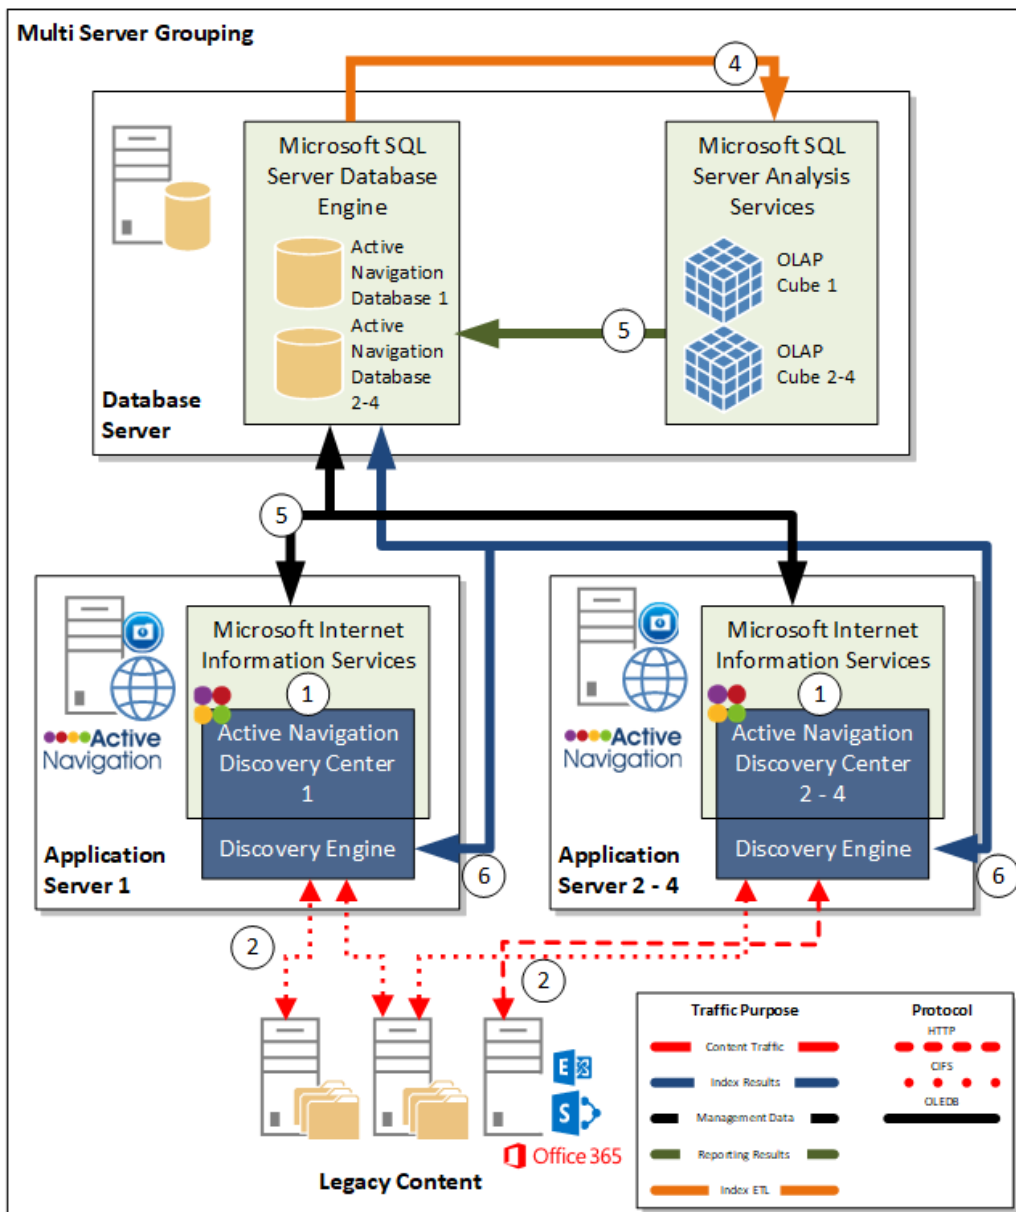 Multi Server Grouping
4
Microsoft SQL
Server Database
Engine
Active
Navigation
Database 1
Active
Navigation
Database
2-4
Microsoft SQL
Server Analysis
Services
OLAP
Cube 1
OLAP
Cube 2-4
5
Database
Server
5
Microsoft Internet
Information Services
1
Active Navigation
Discovery Center
1
Discovery Engine
Active
Navigation
Application
Server 1
6
Microsoft Internet
Information Services
1
Active Navigation
Discovery Center
2 - 4
Discovery Engine
Active
Navigation
Application
Server 2 - 4
6
2
2
E
S
Office 365
Legacy Content
Traffic Purpose
Content Traffic
Index Results
Management Data
Reporting Results
Index ETL
Protocol
HTTP
CIFS
OLEDB